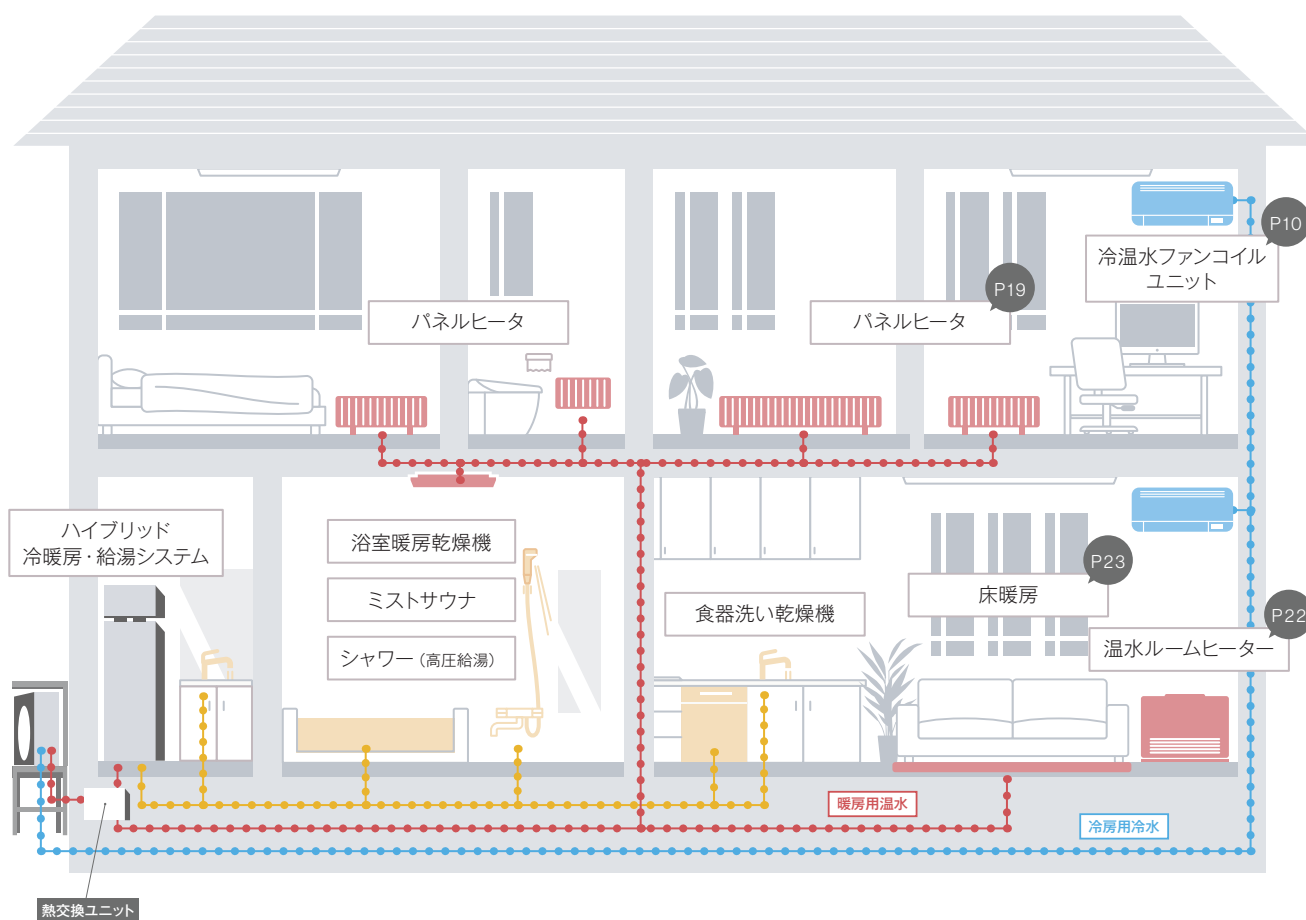 P10
冷温水ファンコイル
ユニット
P19
パネルヒータ
パネルヒータ
ハイブリッド
冷暖房・給湯システム
浴室暖房乾燥機
ミストサウナ
シャワー（高圧給湯）
食器洗い乾燥機
P23
床暖房
P22
温水ルームヒーター
暖房用温水
冷房用冷水
熱交換ユニット